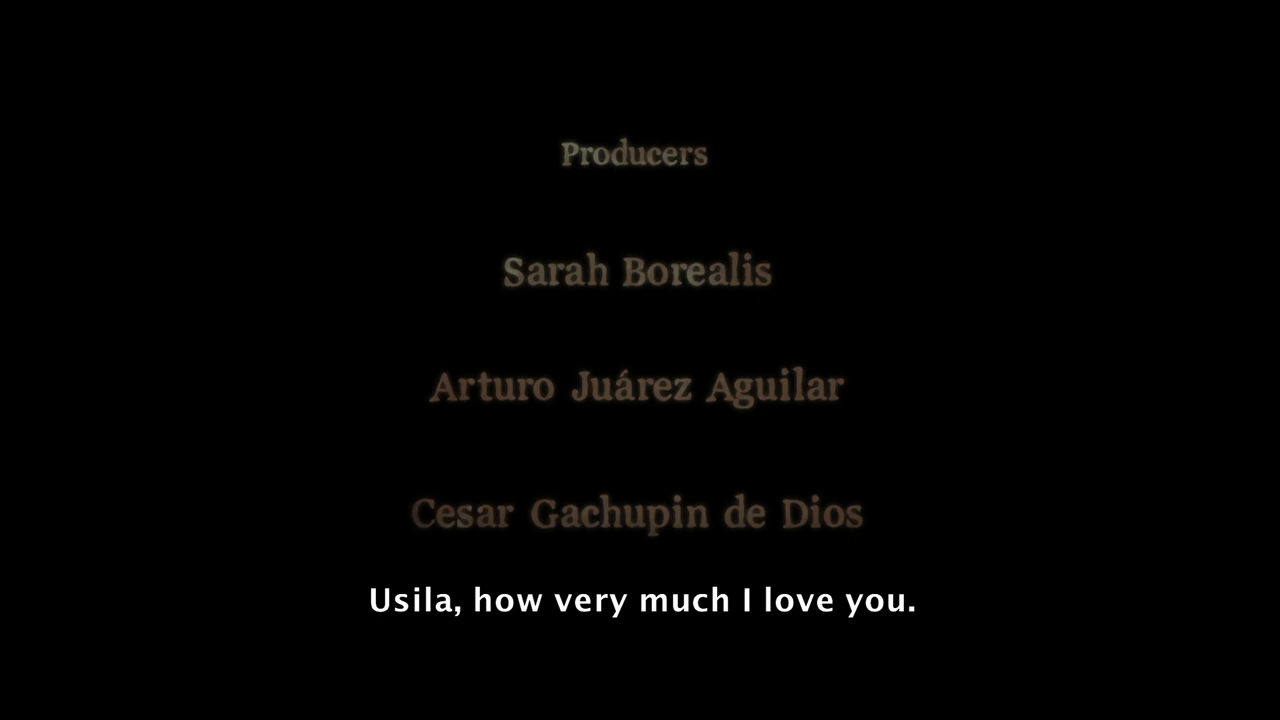 Producers
Sarah Borealis
Arturo Juárez Aguilar
Cesar Gachupin de Dios
Usila, how very much I love you.